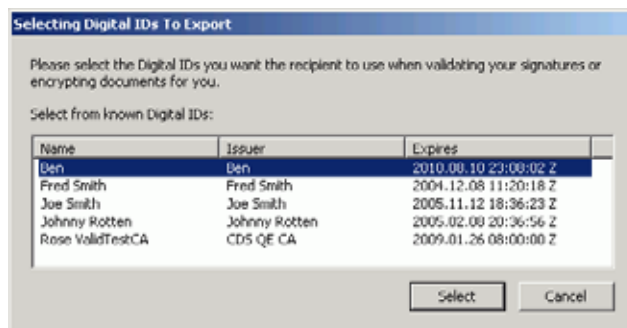 Selecting Digital IDs To Export
Please select the Digital IDs you want the recipient to use when validating your signatures or
encrypting documents for you.
Select from known Digital IDs:
Name Issuer Expires
Ben Ben 2010.08.10 23:08:02 Z
Fred Smith Fred Smith 2004.12.08 11:20:18 Z
Joe Smith Joe Smith 2005.11.12 18:36:23 Z
Johnny Rotten Johnny Rotten 2005.02.08 20:36:56 Z
Rose ValidTestCA CDS QE CA 2009.01.26 08:00:00 Z
Select Cancel